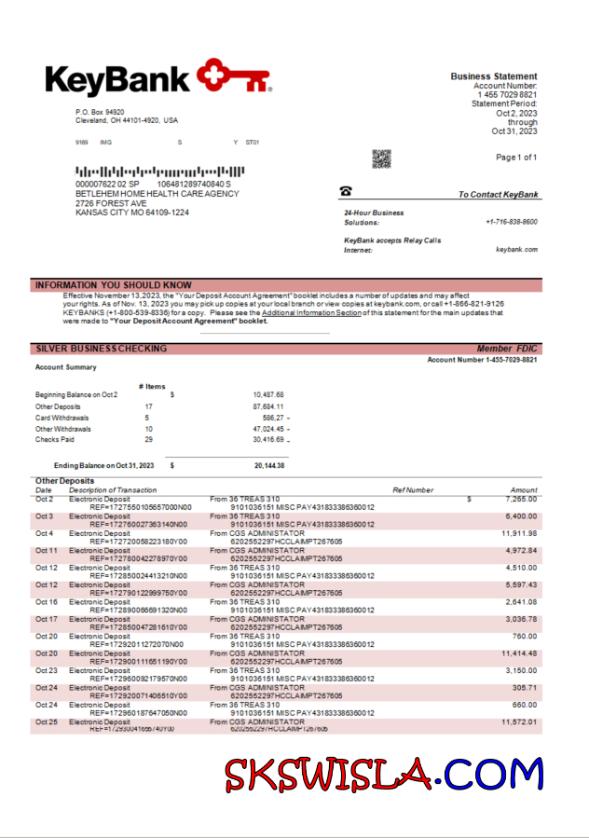 KeyBank
Business Statement
Account Number:
1 455 7029 8821
Statement Period:
Oct 2, 2023
through
Oct 31, 2023
P.O. Box 94920
Cleveland, OH 44101-4920, USA
9169 IMG S Y ST01
Page 1 of 1
00000762202 SP 106481289740840 S
BETLEHEM HOME HEALTH CARE AGENCY
2726 FOREST AVE
KANSAS CITY MO 64109-1224
To Contact KeyBank
24-Hour Business
Solutions: +1-716-838-8600
KeyBank accepts Relay Calls
Internet: keybank.com
INFORMATION YOU SHOULD KNOW
Effective November 13,2023, the "Your Deposit Account Agreement" booklet includes a number of updates and may affect
your rights. As of Nov. 13, 2023 you may pick up copies at your local branch or view copies at keybank.com, or call +1-866-821-9126
KEYBANKS (+1-800-539-8336) for a copy. Please see the Additional Information Section of this statement for the main updates that
were made to "Your Deposit Account Agreement" booklet.
SILVER BUSINESS CHECKING Member FDIC
Account Number 1-455-7029-8821
Account Summary
# Items
Beginning Balance on Oct 2 $ 10,487.68
Other Deposits 17 87,684.11
Card Withdrawals 5 586,27 -
Other Withdrawals 10 47,024.45 -
Checks Paid 29 30,416.69 -
Ending Balance on Oct 31, 2023 $ 20,144.38
Other Deposits
Date Description of Transaction Ref Number Amount
Oct 2 Electronic Deposit From 36 TREAS 310 $ 7,265.00
REF=1727550105657000N00 9101036151 MISC PAY431833386360012
Oct 3 Electronic Deposit From 36 TREAS 310 6,400.00
REF=172760027363140N00 9101036151 MISC PAY431833386360012
Oct 4 Electronic Deposit From CGS ADMINISTATOR 11,911.98
REF=172720058223180Y00 6202552297HCCLAIMPT267605
Oct 11 Electronic Deposit From CGS ADMINISTATOR 4,972.84
REF=172780042278970Y00 6202552297HCCLAIMPT267605
Oct 12 Electronic Deposit From 36 TREAS 310 4,510.00
REF=172850024413210N00 9101036151 MISC PAY431833386360012
Oct 12 Electronic Deposit From CGS ADMINISTATOR 5,597.43
REF=172790122999750Y00 6202552297HCCLAIMPT267605
Oct 16 Electronic Deposit From 36 TREAS 310 2,641.08
REF=172890086691320N00 9101036151 MISC PAY431833386360012
Oct 17 Electronic Deposit From CGS ADMINISTATOR 3,036.78
REF=172850047281610Y00 6202552297HCCLAIMPT267605
Oct 20 Electronic Deposit From 36 TREAS 310 760.00
REF=17292011272070N00 9101036151 MISC PAY431833386360012
Oct 20 Electronic Deposit From CGS ADMINISTATOR 11,414.48
REF=172900111651190Y00 6202552297HCCLAIMPT267605
Oct 23 Electronic Deposit From 36 TREAS 310 3,150.00
REF=172960092179570N00 9101036151 MISC PAY431833386360012
Oct 24 Electronic Deposit From CGS ADMINISTATOR 305.71
REF=172920071406510Y00 6202552297HCCLAIMPT267605
Oct 24 Electronic Deposit From 36 TREAS 310 660.00
REF=172960187647050N00 9101036151 MISC PAY431833386360012
Oct 25 Electronic Deposit From CGS ADMINISTATOR 11,572.01
REF=172930041656740Y00 6202552297HCCLAIMPT267605
SKSWISLA.COM